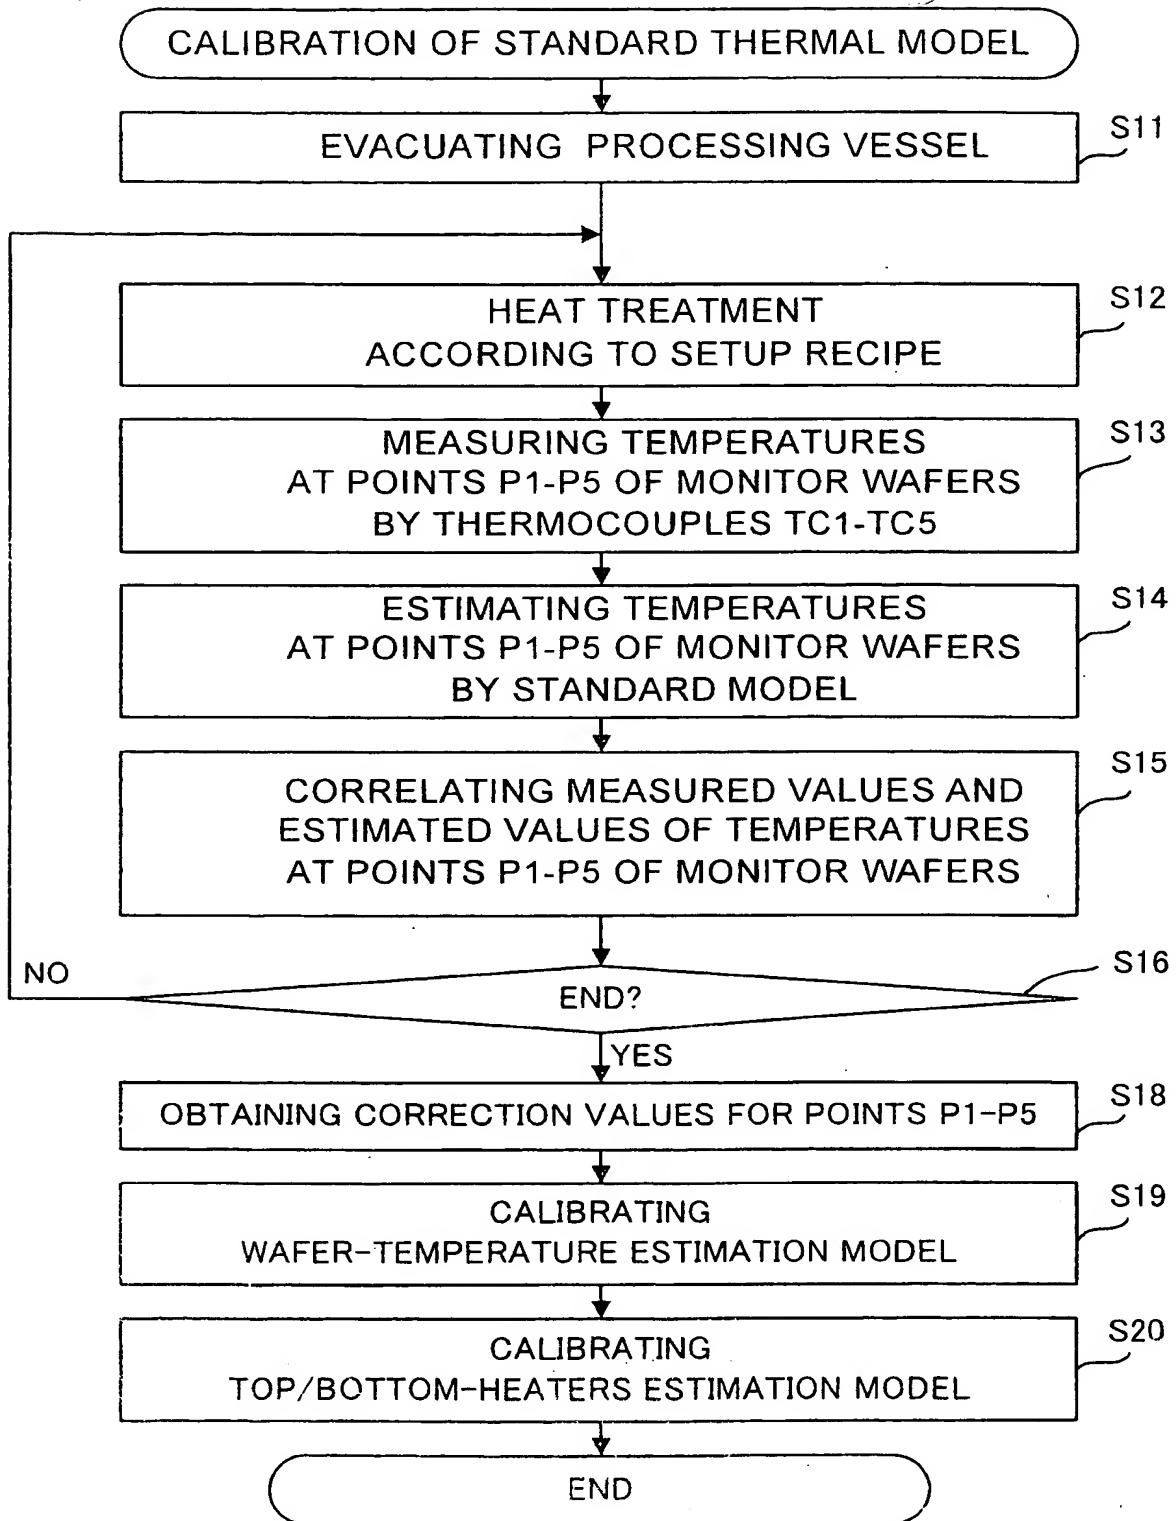 CALIBRATION OF STANDARD THERMAL MODEL
S11
EVACUATING PROCESSING VESSEL
S12
HEAT TREATMENT
ACCORDING TO SETUP RECIPE
S13
MEASURING TEMPERATURES
AT POINTS P1-P5 OF MONITOR WAFERS
BY THERMOCOUPLES TC1-TC5
S14
ESTIMATING TEMPERATURES
AT POINTS P1-P5 OF MONITOR WAFERS
BY STANDARD MODEL
S15
CORRELATING MEASURED VALUES AND
ESTIMATED VALUES OF TEMPERATURES
AT POINTS P1-P5 OF MONITOR WAFERS
S16
NO
END?
YES
S18
OBTAINING CORRECTION VALUES FOR POINTS P1-P5
S19
CALIBRATING
WAFER-TEMPERATURE ESTIMATION MODEL
S20
CALIBRATING
TOP/BOTTOM-HEATERS ESTIMATION MODEL
END